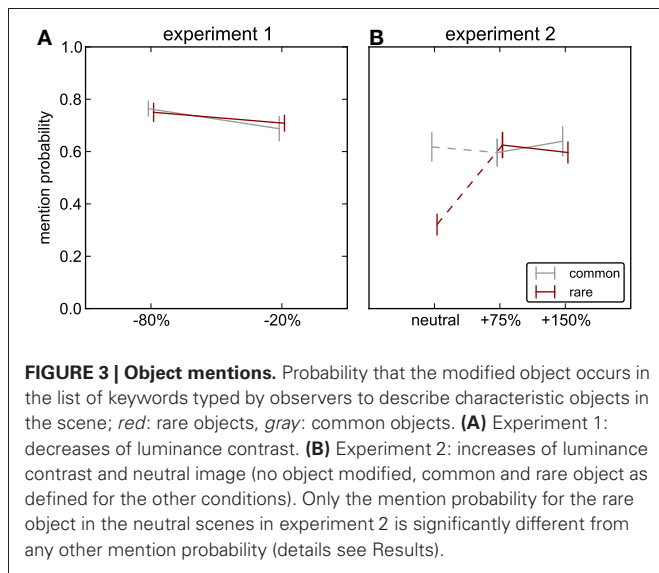 A
experiment 1
B
experiment 2
1.0
0.8
0.6
0.4
0.2
0.0
mention probability
-80%
-20%
neutral
+75%
+150%
common
rare
FIGURE 3 | Object mentions. Probability that the modified object occurs in
the list of keywords typed by observers to describe characteristic objects in
the scene; red: rare objects, gray: common objects. (A) Experiment 1:
decreases of luminance contrast. (B) Experiment 2: increases of luminance
contrast and neutral image (no object modified, common and rare object as
defined for the other conditions). Only the mention probability for the rare
object in the neutral scenes in experiment 2 is significantly different from
any other mention probability (details see Results).